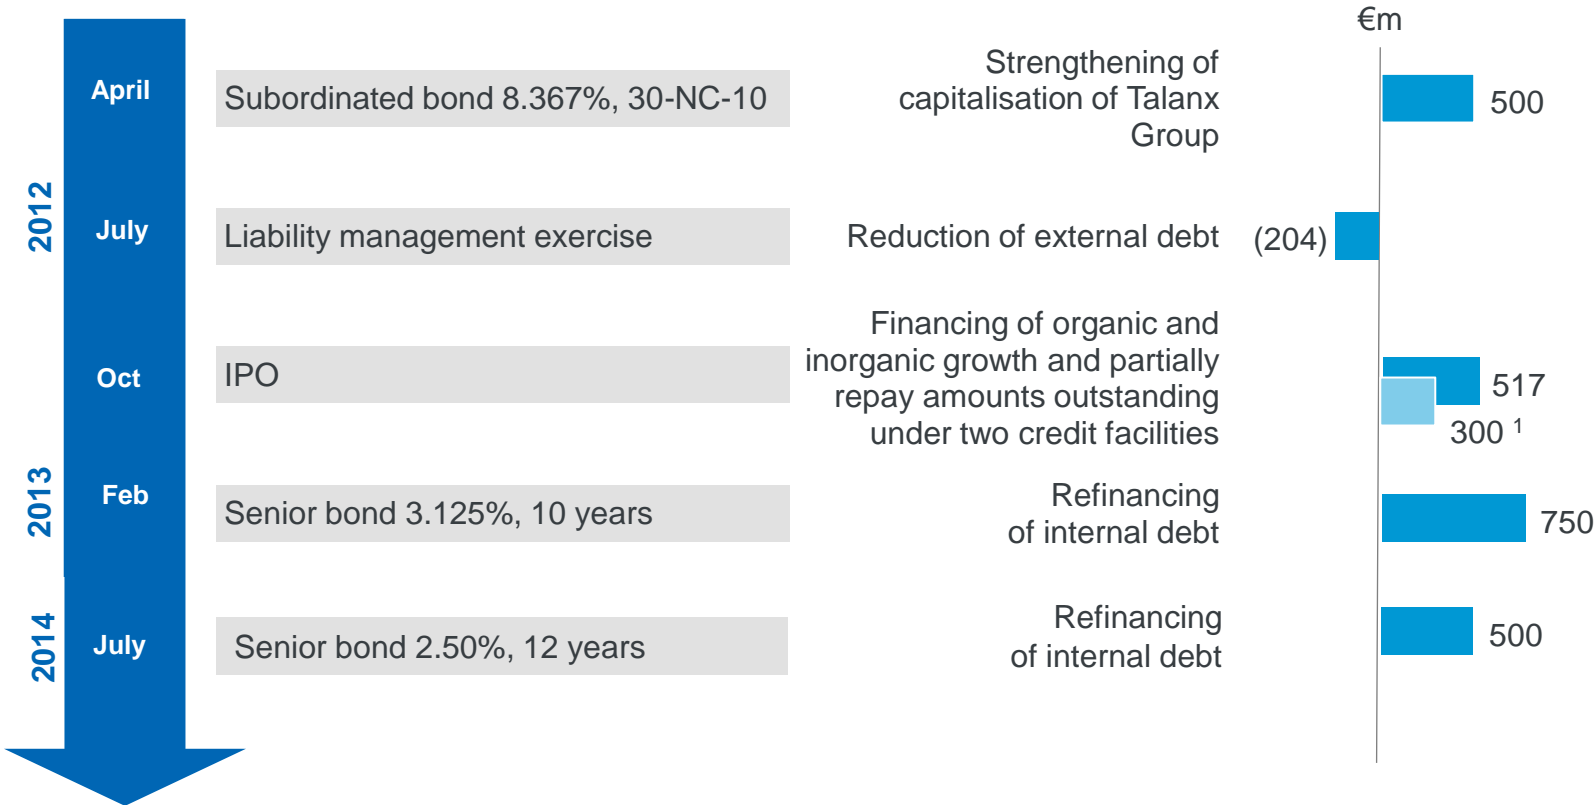 €m
2012
April
Subordinated bond 8.367%, 30-NC-10
Strengthening of
capitalisation of Talanx
Group
500
July
Liability management exercise
Reduction of external debt
(204)
Oct
IPO
Financing of organic and
inorganic growth and partially
repay amounts outstanding
under two credit facilities
517
300 1
2013
Feb
Senior bond 3.125%, 10 years
Refinancing
of internal debt
750
2014
July
Senior bond 2.50%, 12 years
Refinancing
of internal debt
500